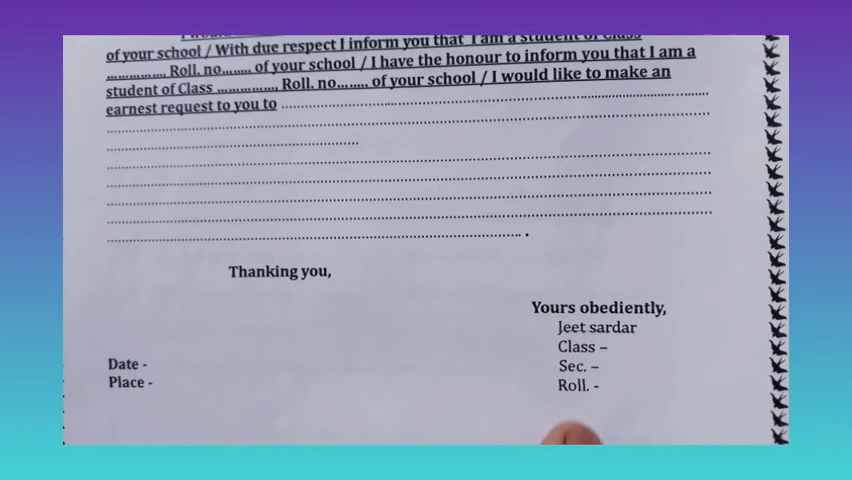 of your school / With due respect I inform you that I am a student of Class
................, Roll. no........ of your school / I have the honour to inform you that I am a
student of Class ................, Roll. no........ of your school / I would like to make an
earnest request to you to ................................................................
................................................................
................................................................
................................................................
................................................................
................................................................
................................................................
................................................................ .
Thanking you,
Yours obediently,
Jeet sardar
Class –
Sec. –
Roll. -
Date -
Place -